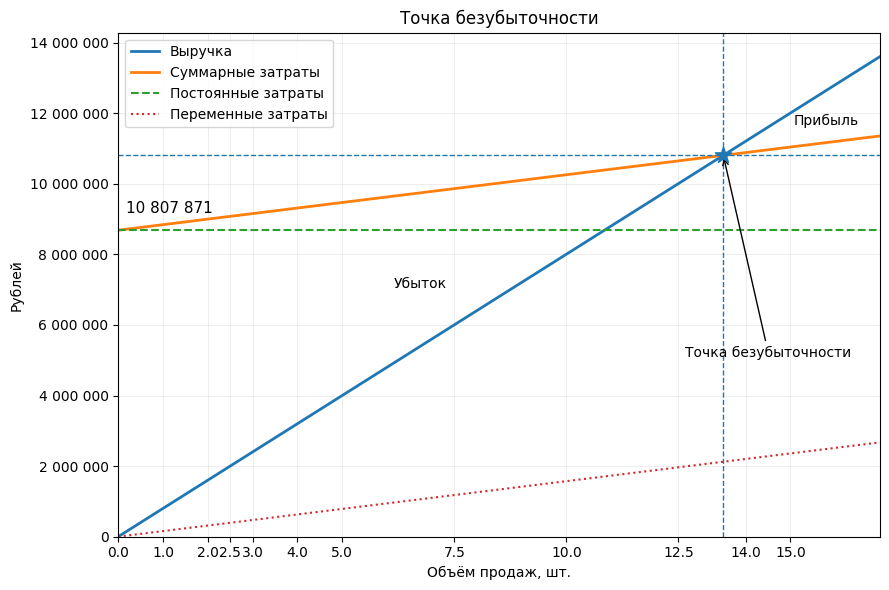 Точка безубыточности
14 000 000
12 000 000
10 000 000
8 000 000
6 000 000
4 000 000
2 000 000
0
Рублей
Выручка
Суммарные затраты
Постоянные затраты
Переменные затраты
Прибыль
10 807 871
Убыток
Точка безубыточности
0.0 1.0 2.0 2.5 3.0 4.0 5.0 7.5 10.0 12.5 14.0 15.0
Объём продаж, шт.